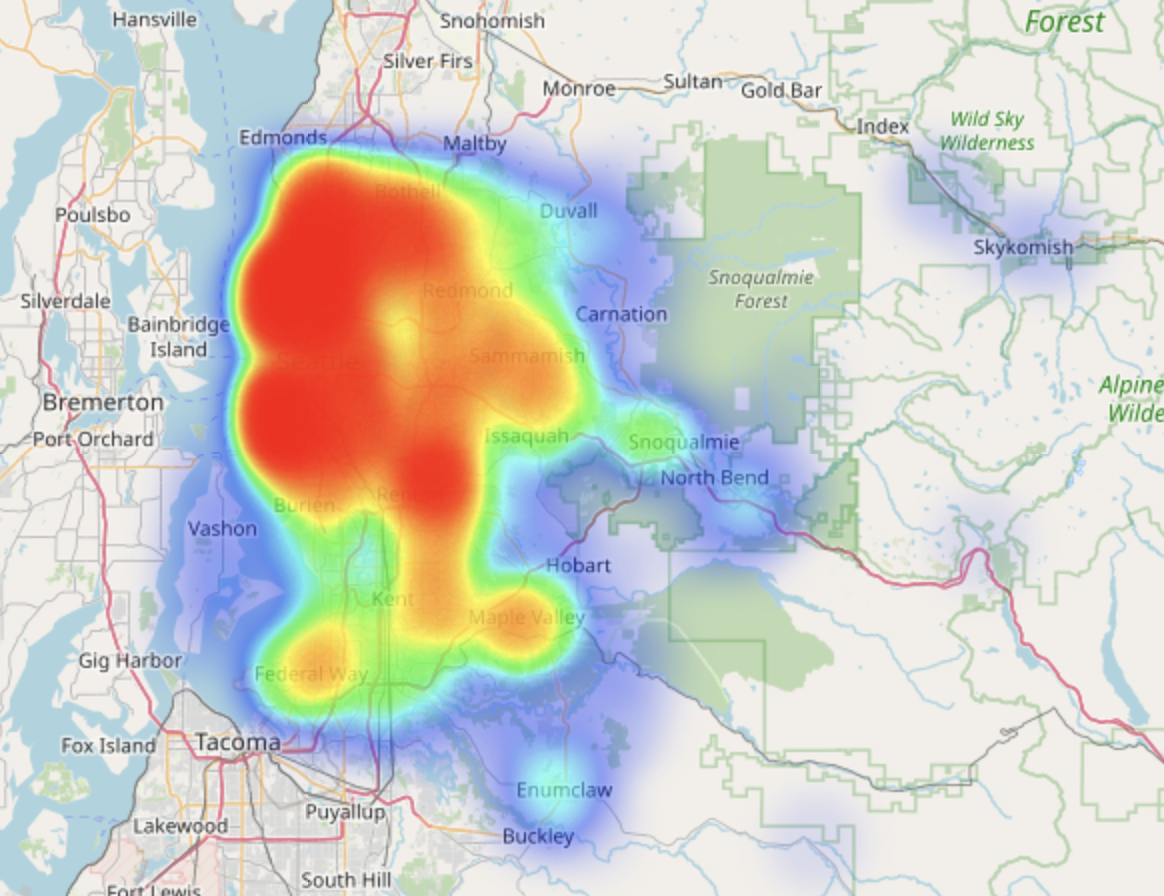 Hansville
Snohomish
Forest
Silver Firs
Monroe
Sultan
Gold Bar
Edmonds
Maltby
Index
Wild Sky
Wilderness
Bothell
Poulsbo
Duvall
Skykomish
Redmond
Snoqualmie
Forest
Silverdale
Carnation
Bainbridge
Island
Seattle
Sammamish
Alpine
Wilde
Bremerton
Port Orchard
Issaquah
Snoqualmie
North Bend
Burien
Ren
Vashon
Hobart
Kent
Maple Valley
Gig Harbor
Federal Way
Fox Island
Tacoma
Enumclaw
Puyallup
Lakewood
Buckley
South Hill
Fort Lewis